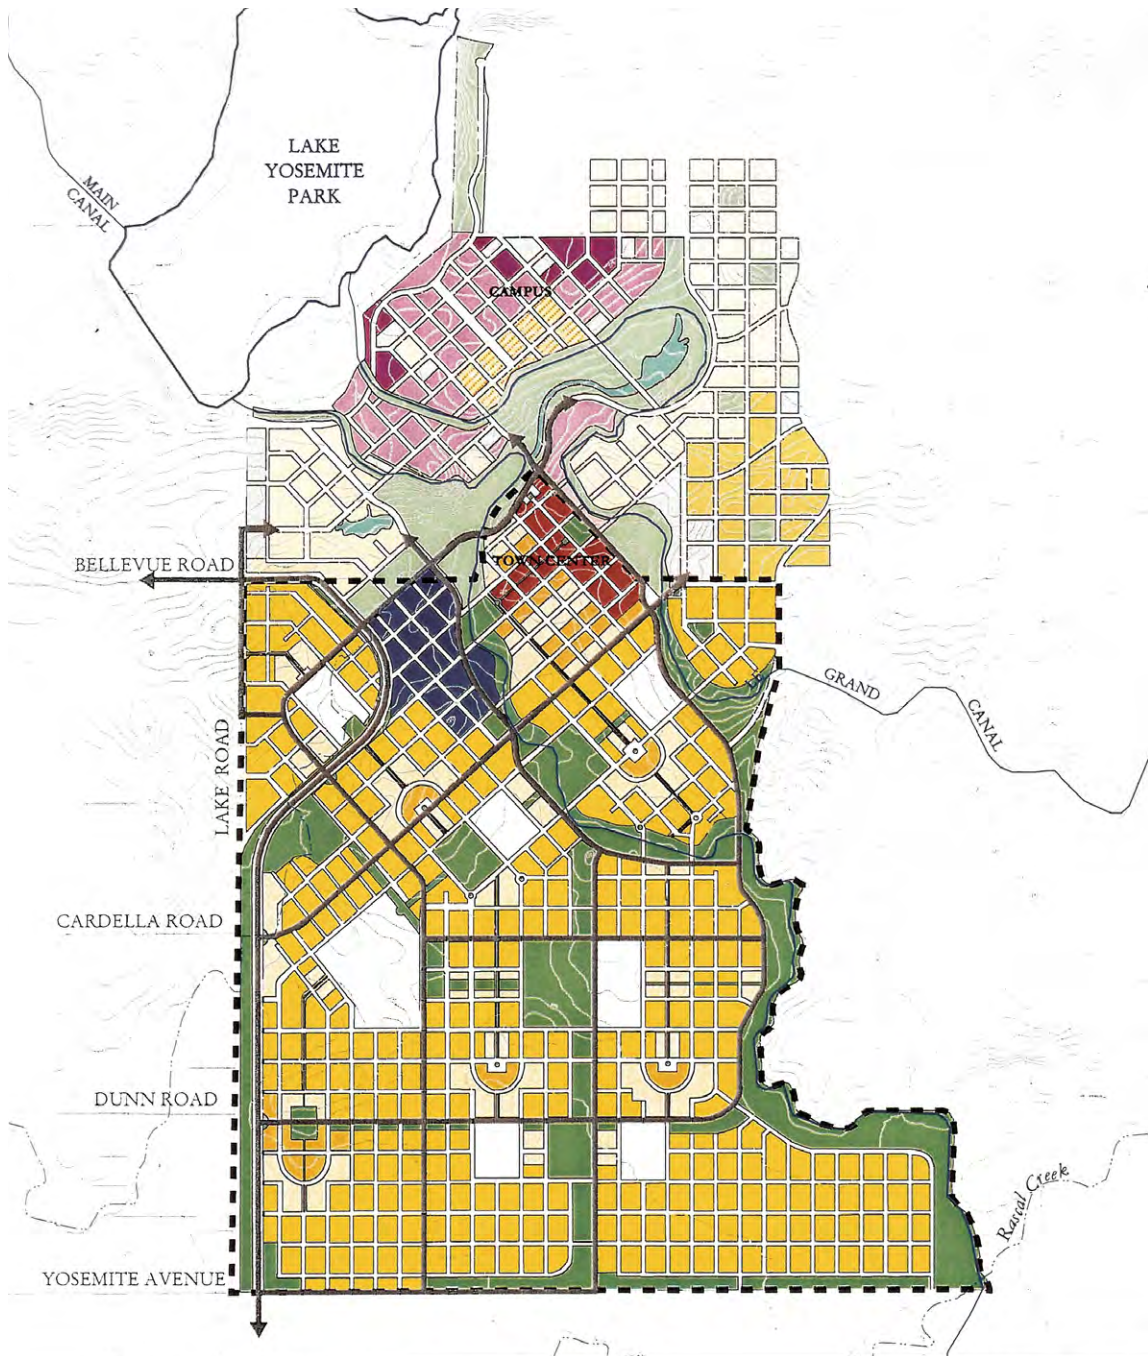 LAKE
YOSEMITE
PARK
MAIN
CANAL
CAMPUS
BELLEVUE ROAD
TOWN CENTER
GRAND
CANAL
LAKE ROAD
CARDELLA ROAD
DUNN ROAD
Rascal Creek
YOSEMITE AVENUE